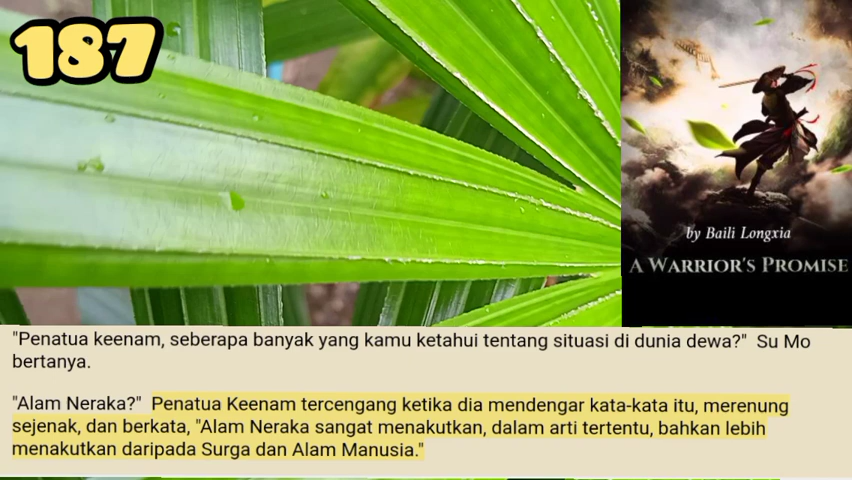 187
by Baili Longxia
A WARRIOR'S PROMISE
"Penatua keenam, seberapa banyak yang kamu ketahui tentang situasi di dunia dewa?" Su Mo
bertanya.
"Alam Neraka?" Penatua Keenam tercengang ketika dia mendengar kata-kata itu, merenung
sejenak, dan berkata, "Alam Neraka sangat menakutkan, dalam arti tertentu, bahkan lebih
menakutkan daripada Surga dan Alam Manusia."